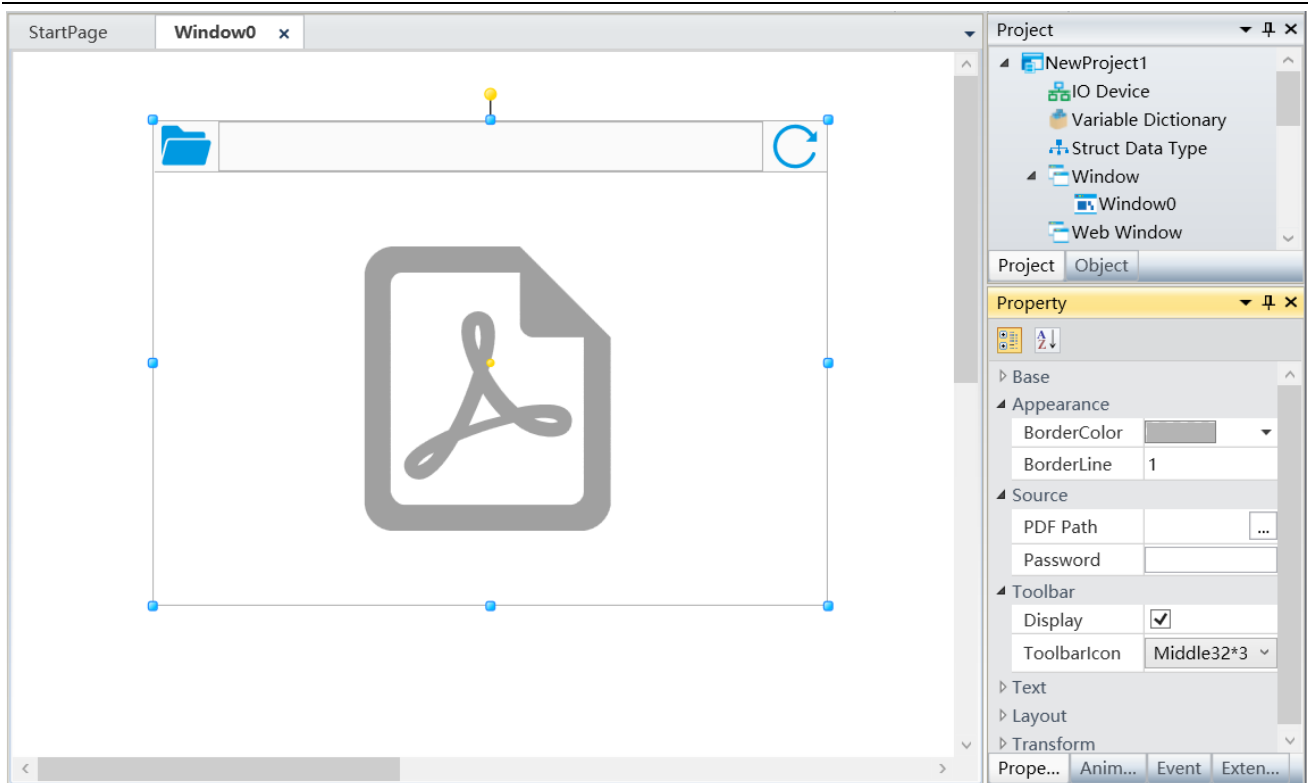 StartPage
Window0
Project
NewProject1
IO Device
Variable Dictionary
Struct Data Type
Window
Window0
Web Window
Project Object
Property
Base
Appearance
BorderColor
BorderLine 1
Source
PDF Path ...
Password
Toolbar
Display
ToolbarIcon Middle32*3
Text
Layout
Transform
Prope... Anim... Event Exten...